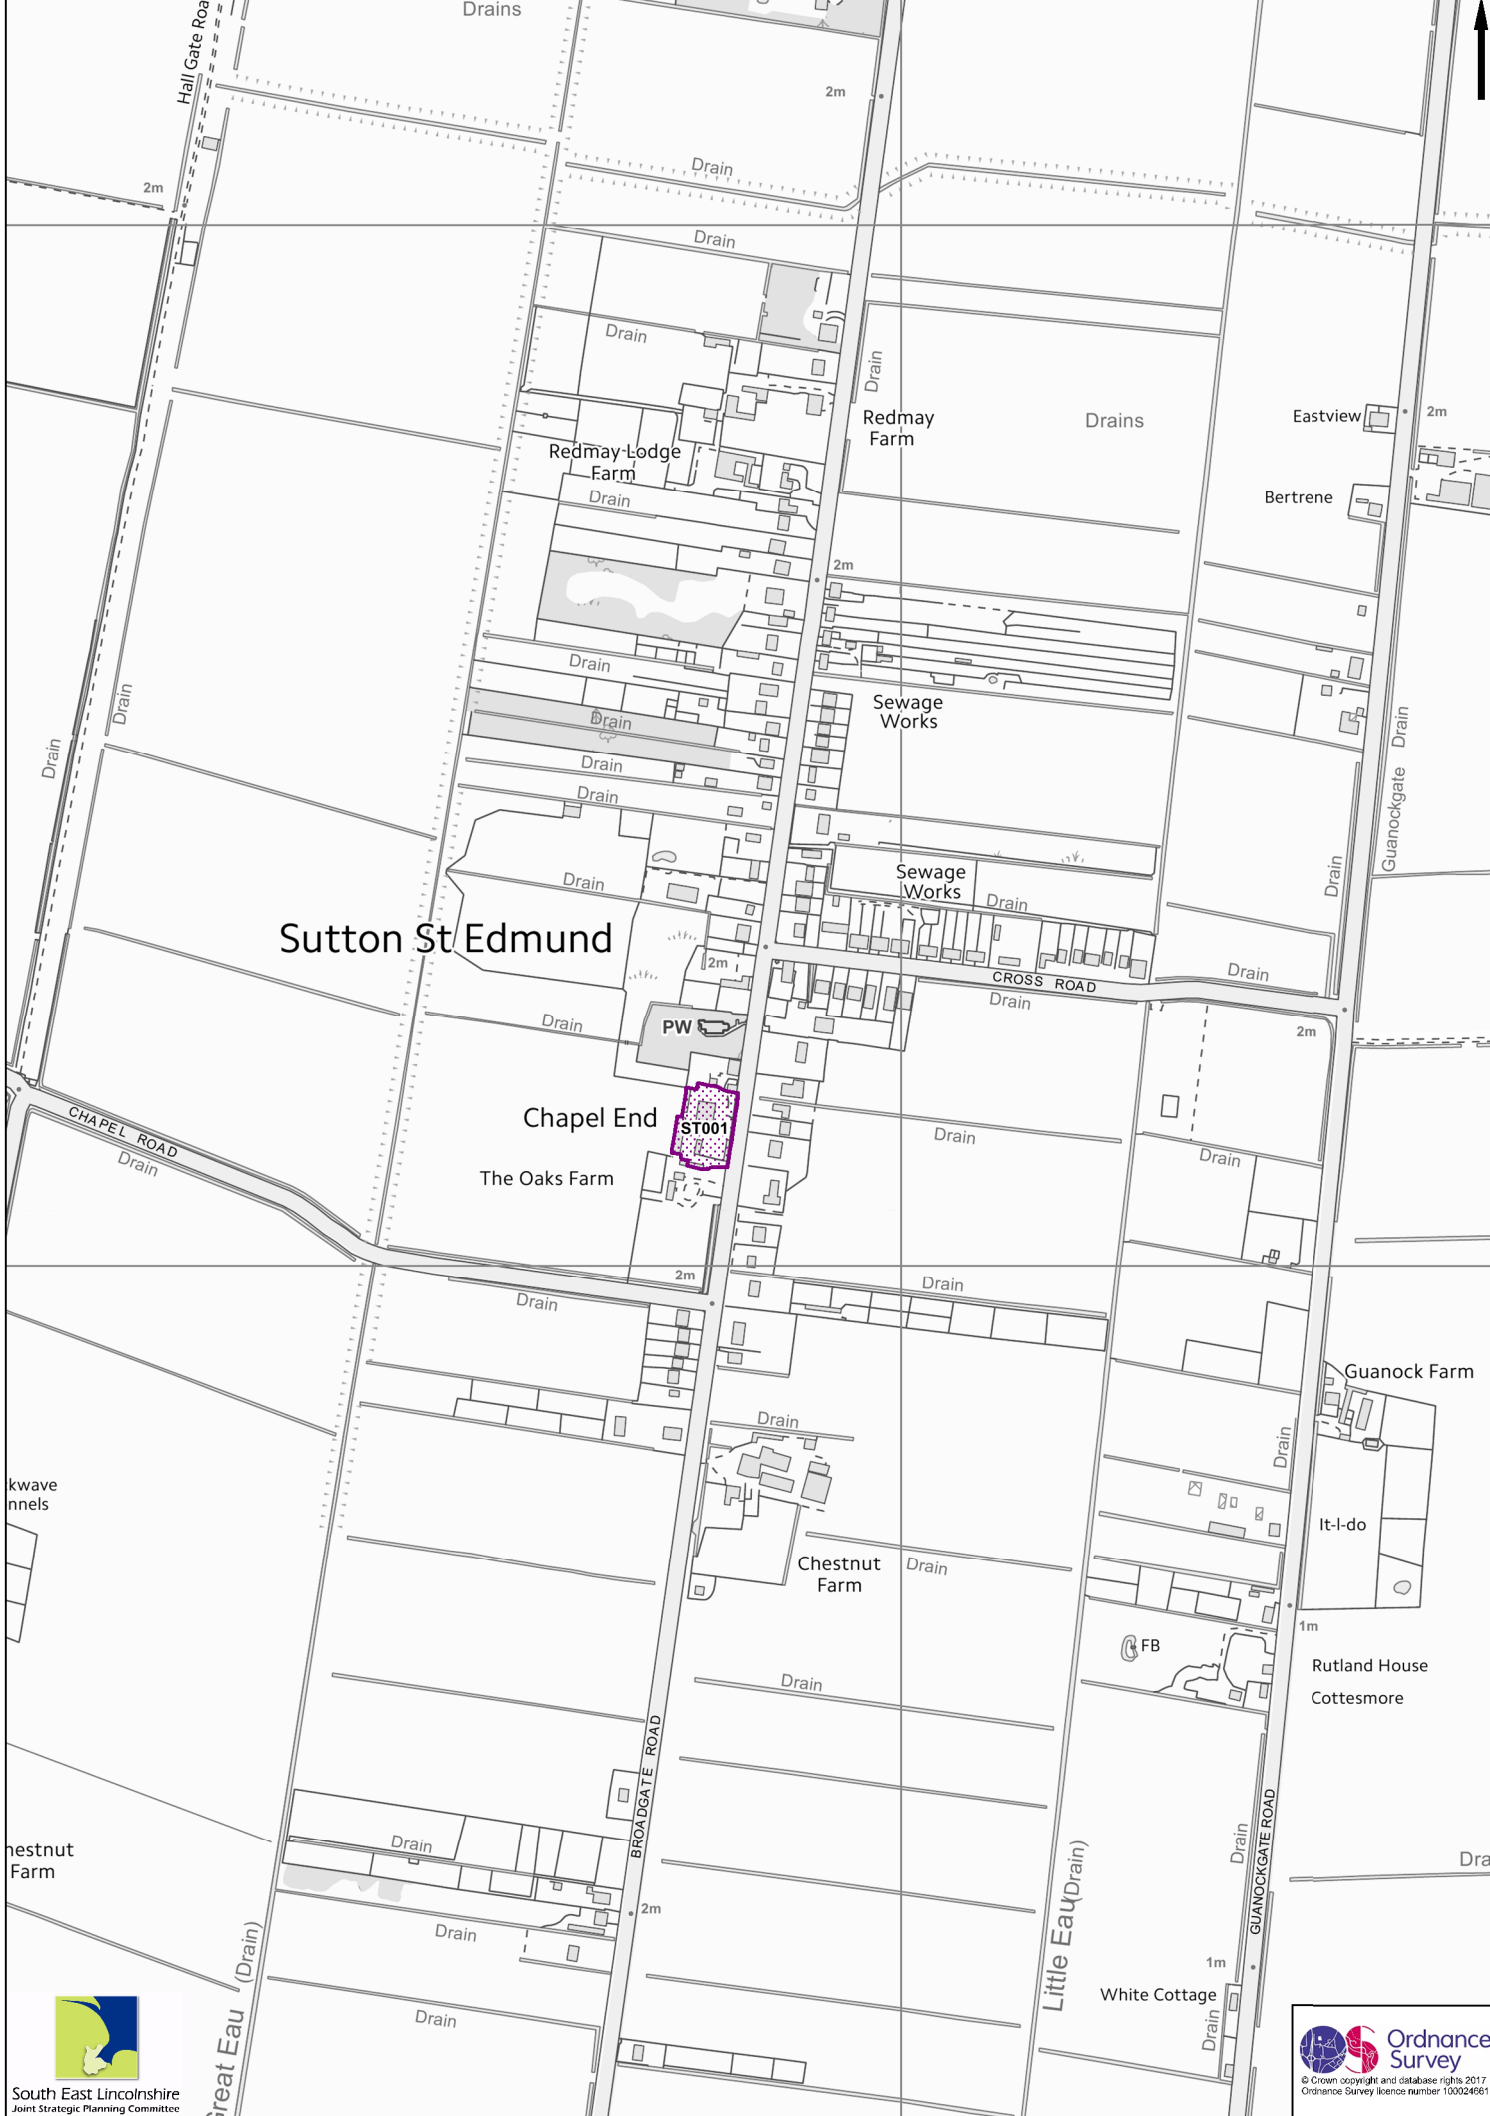 Drains
Hall Gate Roa
2m
Drain
2m
Drain
Drain
Drain
Redmay
Farm
Drains
Eastview
2m
Redmay Lodge
Farm
Bertrene
Drain
2m
Drain
Drain
Drain
Sewage
Works
Drain
Drain
Guanockgate Drain
Drain
Drain
Drain
Sewage
Works
Drain
Drain
Sutton St Edmund
2m
CROSS ROAD
Drain
Drain
PW
Drain
2m
Chapel End
ST001
CHAPEL ROAD
Drain
Drain
Drain
The Oaks Farm
2m
Drain
Drain
Guanock Farm
Drain
Drain
kwave
nnels
It-I-do
Chestnut
Farm
Drain
1m
FB
Rutland House
Cottesmore
Drain
BROADGATE ROAD
Drain
GUANOCKGATE ROAD
Drain
hestnut
Farm
Dra
2m
Drain
Great Eau (Drain)
Little Eau (Drain)
1m
White Cottage
Drain
Drain
South East Lincolnshire
Joint Strategic Planning Committee
Ordnance
Survey
© Crown copyright and database rights 2017
Ordnance Survey licence number 100024661